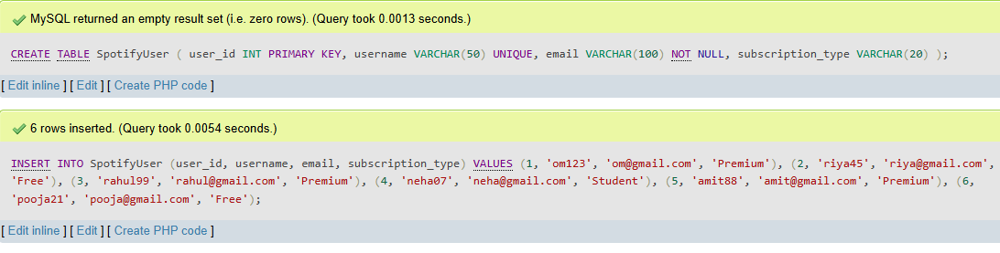 MySQL returned an empty result set (i.e. zero rows). (Query took 0.0013 seconds.)
CREATE TABLE SpotifyUser ( user_id INT PRIMARY KEY, username VARCHAR(50) UNIQUE, email VARCHAR(100) NOT NULL, subscription_type VARCHAR(20) );
[ Edit inline ] [ Edit ] [ Create PHP code ]
6 rows inserted. (Query took 0.0054 seconds.)
INSERT INTO SpotifyUser (user_id, username, email, subscription_type) VALUES (1, 'om123', 'om@gmail.com', 'Premium'), (2, 'riya45', 'riya@gmail.com',
'Free'), (3, 'rahul99', 'rahul@gmail.com', 'Premium'), (4, 'neha07', 'neha@gmail.com', 'Student'), (5, 'amit88', 'amit@gmail.com', 'Premium'), (6,
'pooja21', 'pooja@gmail.com', 'Free');
[ Edit inline ] [ Edit ] [ Create PHP code ]